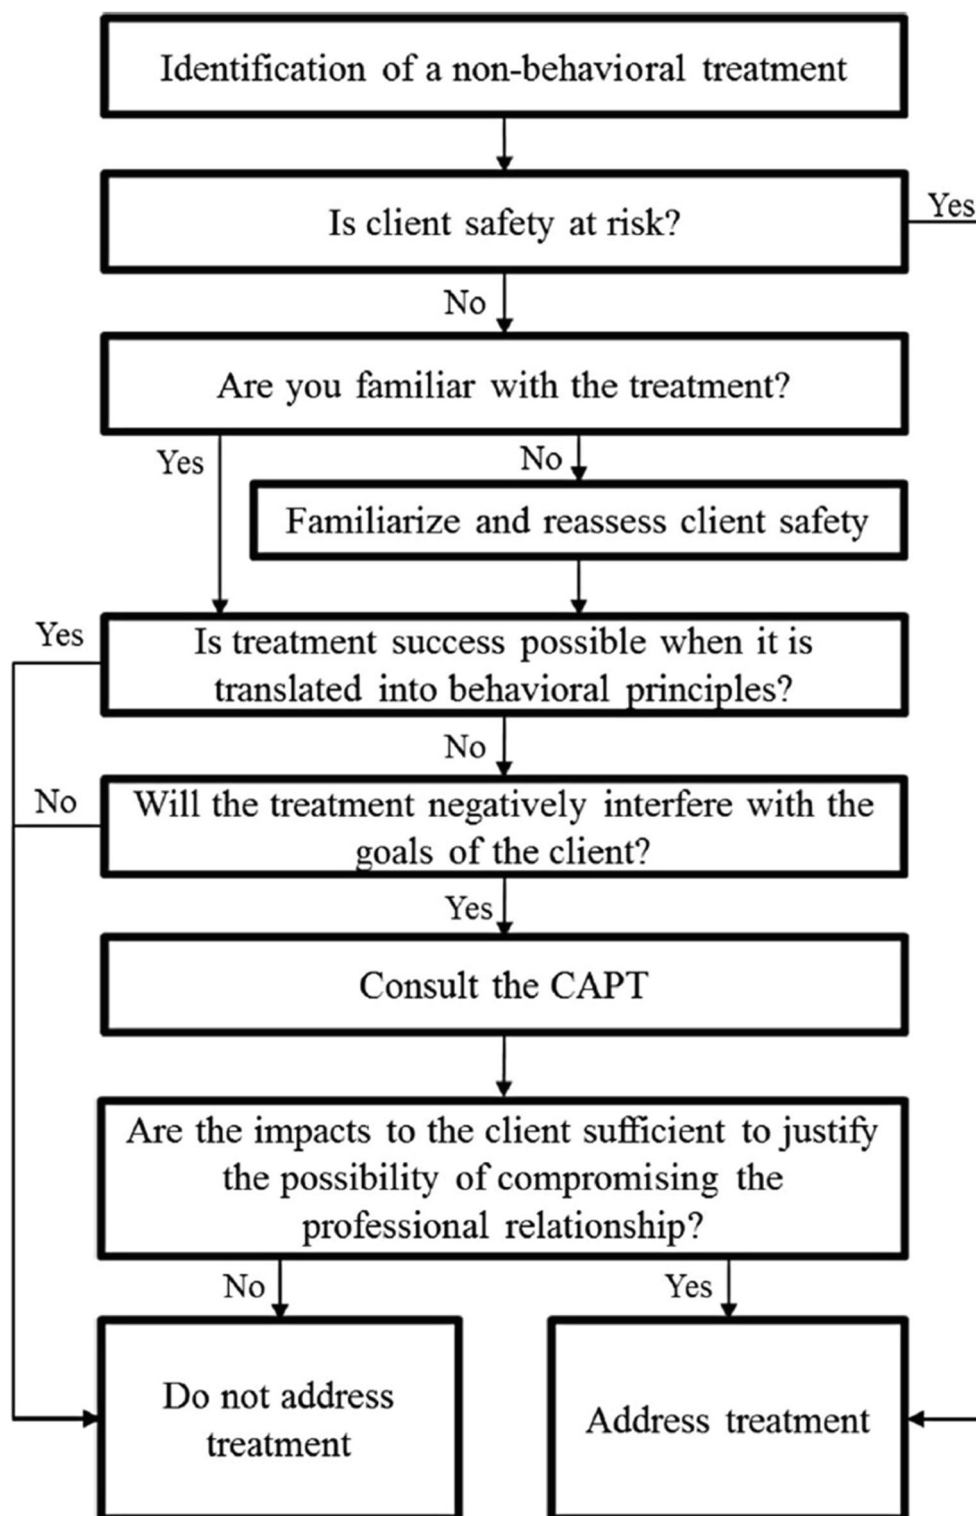 Identification of a non-behavioral treatment
Is client safety at risk?
Yes
No
Are you familiar with the treatment?
Yes
No
Familiarize and reassess client safety
Yes
Is treatment success possible when it is
translated into behavioral principles?
No
No
Will the treatment negatively interfere with the
goals of the client?
Yes
Consult the CAPT
Are the impacts to the client sufficient to justify
the possibility of compromising the
professional relationship?
No
Yes
Do not address
treatment
Address treatment